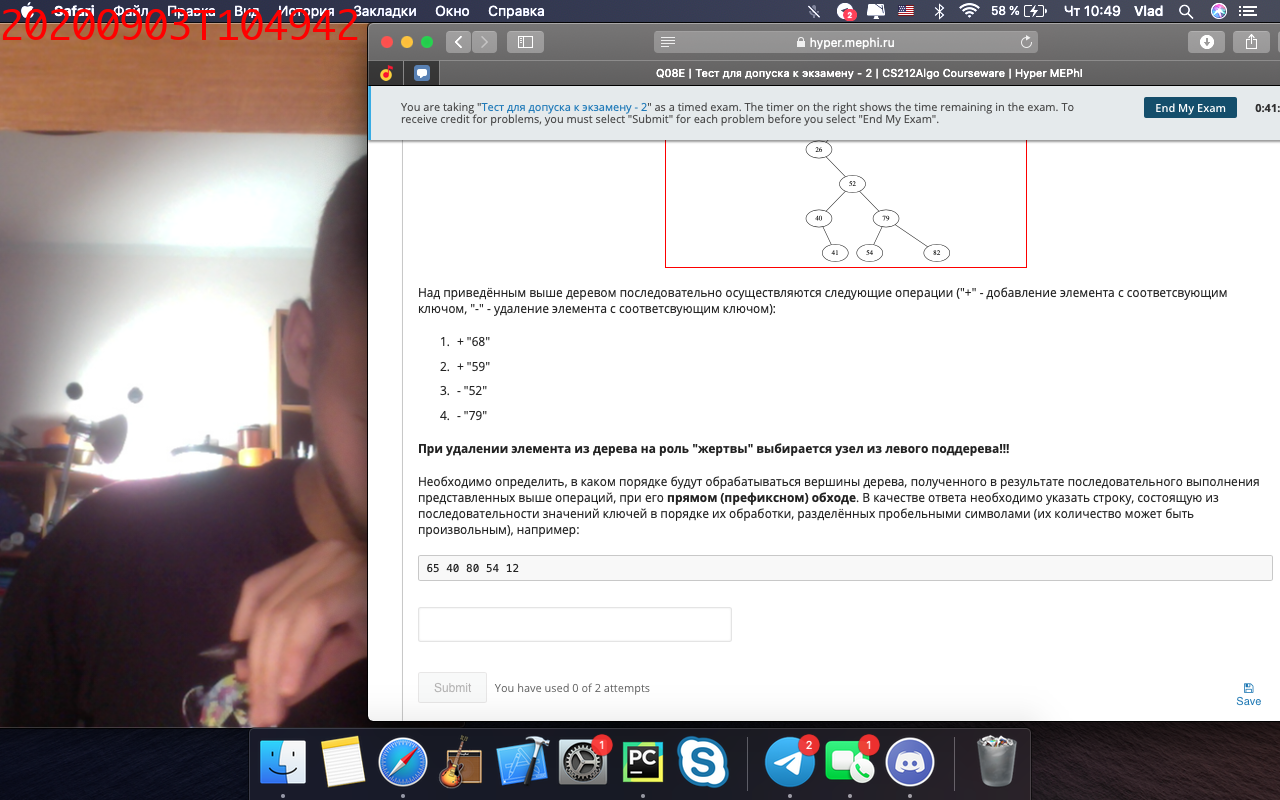 20200903T104942
Safari Файл Правка Вид История Закладки Окно Справка
2
58 %
Чт 10:49 Vlad
hyper.mephi.ru
Q08E | Тест для допуска к экзамену - 2 | CS212Algo Courseware | Hyper MEPhI
You are taking "Тест для допуска к экзамену - 2" as a timed exam. The timer on the right shows the time remaining in the exam. To
receive credit for problems, you must select "Submit" for each problem before you select "End My Exam".
End My Exam
0:41:
26
52
40 79
41 54 82
Над приведённым выше деревом последовательно осуществляются следующие операции ("+" - добавление элемента с соответсвующим
ключом, "-" - удаление элемента с соответсвующим ключом):
1. + "68"
2. + "59"
3. - "52"
4. - "79"
При удалении элемента из дерева на роль "жертвы" выбирается узел из левого поддерева!!!
Необходимо определить, в каком порядке будут обрабатываться вершины дерева, полученного в результате последовательного выполнения
представленных выше операций, при его прямом (префиксном) обходе. В качестве ответа необходимо указать строку, состоящую из
последовательности значений ключей в порядке их обработки, разделённых пробельными символами (их количество может быть
произвольным), например:
65 40 80 54 12
Submit
You have used 0 of 2 attempts
Save
1
PC
2
1